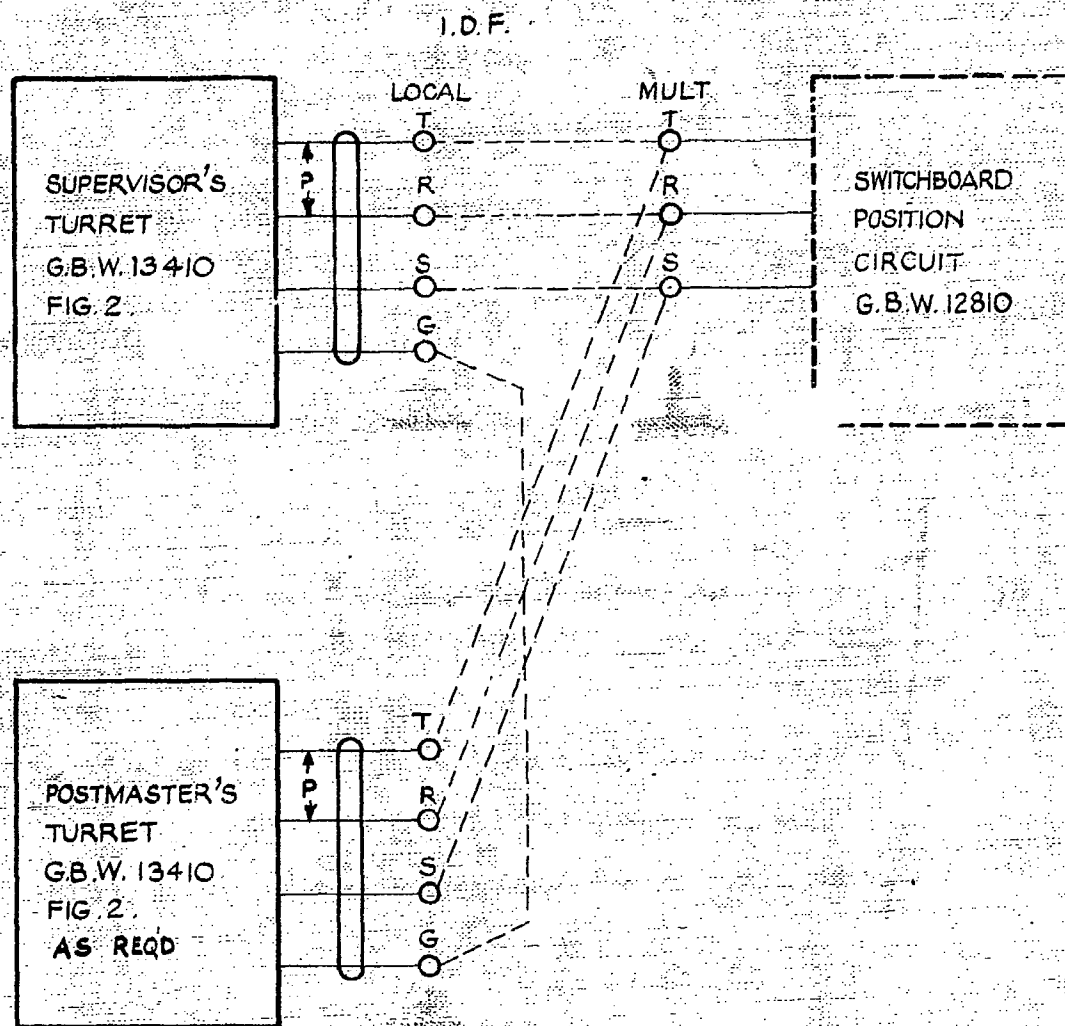 I.D.F.
LOCAL
MULT
T
T
SUPERVISOR'S
TURRET
G.B.W. 13410
FIG. 2.
P
R
R
S
S
G
SWITCHBOARD
POSITION
CIRCUIT
G.B.W. 12810
POSTMASTER'S
TURRET
G.B.W. 13410
FIG. 2.
AS REQ'D
P
T
R
S
G